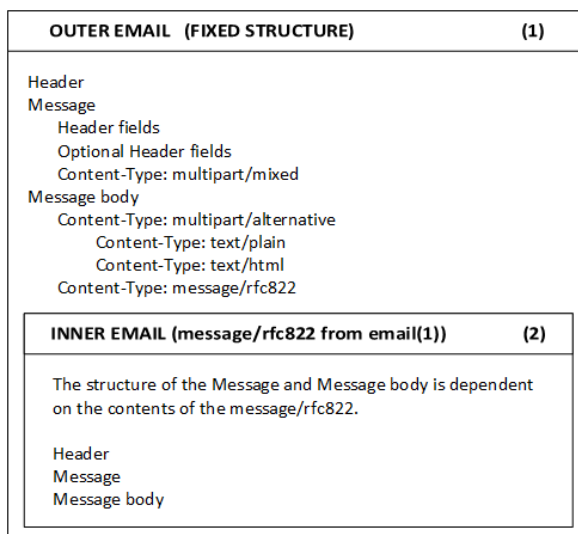 OUTER EMAIL (FIXED STRUCTURE) (1)
Header
Message
Header fields
Optional Header fields
Content-Type: multipart/mixed
Message body
Content-Type: multipart/alternative
Content-Type: text/plain
Content-Type: text/html
Content-Type: message/rfc822
INNER EMAIL (message/rfc822 from email(1)) (2)
The structure of the Message and Message body is dependent
on the contents of the message/rfc822.
Header
Message
Message body